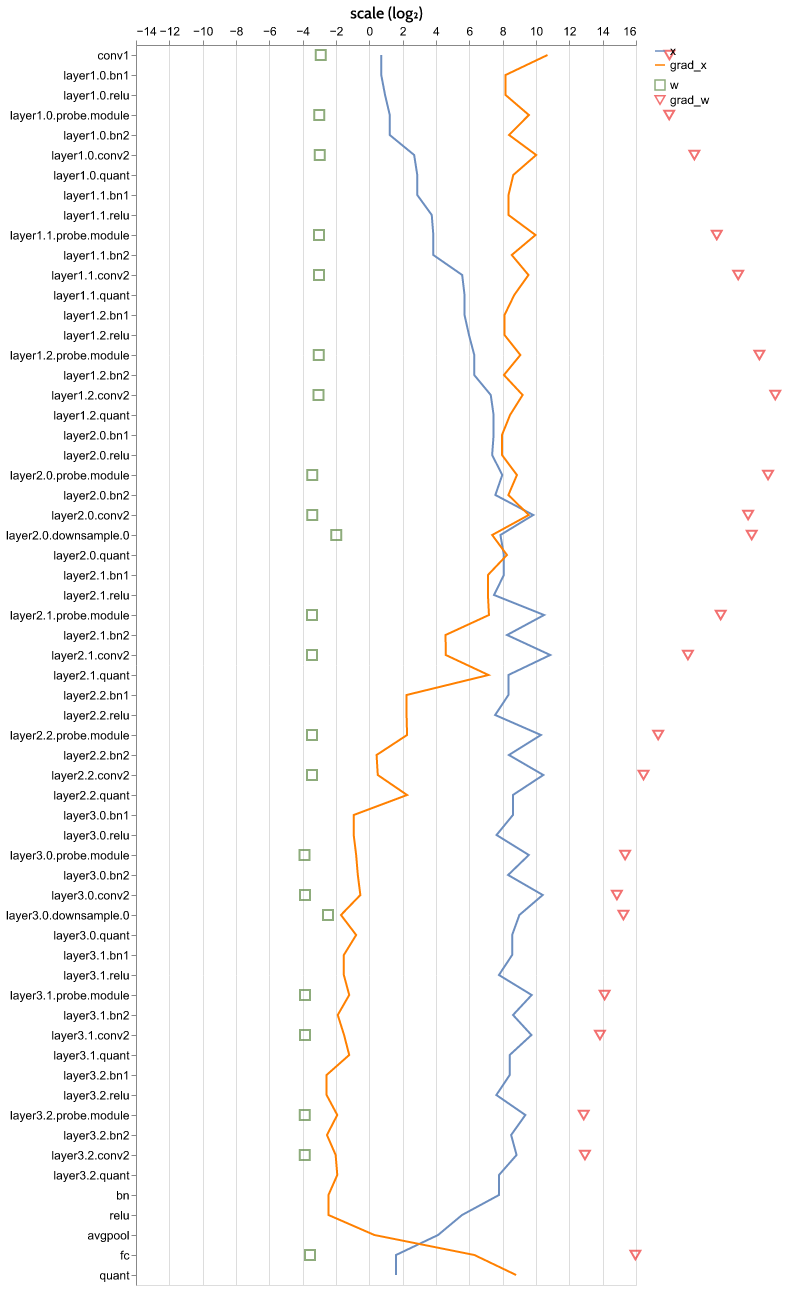 scale (log₂)
−14 −12 −10 −8 −6 −4 −2 0 2 4 6 8 10 12 14 16
x
grad_x
w
grad_w
conv1
layer1.0.bn1
layer1.0.relu
layer1.0.probe.module
layer1.0.bn2
layer1.0.conv2
layer1.0.quant
layer1.1.bn1
layer1.1.relu
layer1.1.probe.module
layer1.1.bn2
layer1.1.conv2
layer1.1.quant
layer1.2.bn1
layer1.2.relu
layer1.2.probe.module
layer1.2.bn2
layer1.2.conv2
layer1.2.quant
layer2.0.bn1
layer2.0.relu
layer2.0.probe.module
layer2.0.bn2
layer2.0.conv2
layer2.0.downsample.0
layer2.0.quant
layer2.1.bn1
layer2.1.relu
layer2.1.probe.module
layer2.1.bn2
layer2.1.conv2
layer2.1.quant
layer2.2.bn1
layer2.2.relu
layer2.2.probe.module
layer2.2.bn2
layer2.2.conv2
layer2.2.quant
layer3.0.bn1
layer3.0.relu
layer3.0.probe.module
layer3.0.bn2
layer3.0.conv2
layer3.0.downsample.0
layer3.0.quant
layer3.1.bn1
layer3.1.relu
layer3.1.probe.module
layer3.1.bn2
layer3.1.conv2
layer3.1.quant
layer3.2.bn1
layer3.2.relu
layer3.2.probe.module
layer3.2.bn2
layer3.2.conv2
layer3.2.quant
bn
relu
avgpool
fc
quant